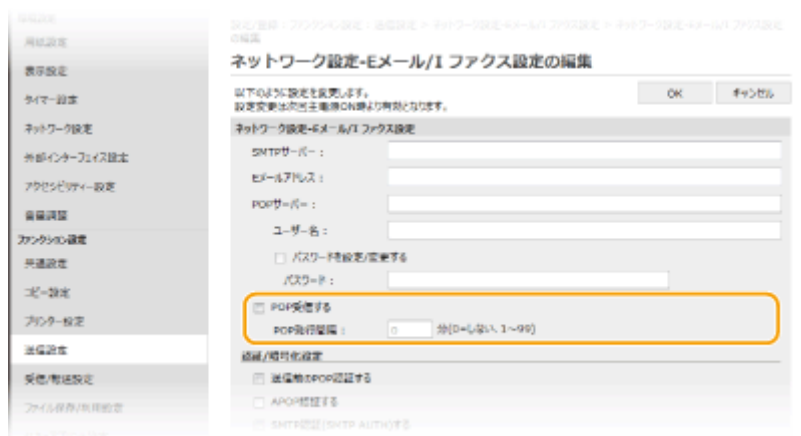 設定/登録 : ファンクション設定 : 送信設定 > ネットワーク設定-Eメール/I ファクス設定 > ネットワーク設定-Eメール/I ファクス設定
の編集
ネットワーク設定-Eメール/I ファクス設定の編集
以下のように設定を変更します。
設定変更は次回主電源ON時より有効となります。
OK
キャンセル
用紙設定
表示設定
タイマー設定
ネットワーク設定
外部インターフェイス設定
アクセシビリティー設定
音量調整
ファンクション設定
共通設定
コピー設定
プリンター設定
送信設定
受信/転送設定
ファイル保存/利用設定
ネットワーク設定-Eメール/I ファクス設定
SMTPサーバー :
Eメールアドレス :
POPサーバー :
ユーザー名 :
パスワードを設定/変更する
パスワード :
POP受信する
POP発行間隔 :
0
分(0=しない、1~99)
認証/暗号化設定
送信前のPOP認証する
APOP認証する
SMTP認証(SMTP AUTH)する